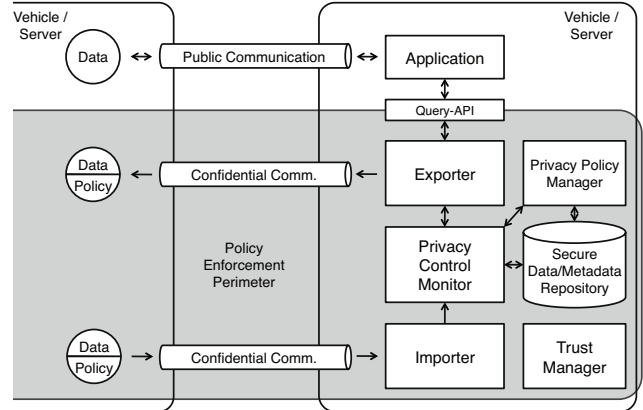 Vehicle /
Server
Vehicle /
Server
Data
Public Communication
Application
Query-API
Data
Policy
Confidential Comm.
Exporter
Privacy Policy
Manager
Policy
Enforcement
Perimeter
Privacy
Control
Monitor
Secure
Data/Metadata
Repository
Data
Policy
Confidential Comm.
Importer
Trust
Manager